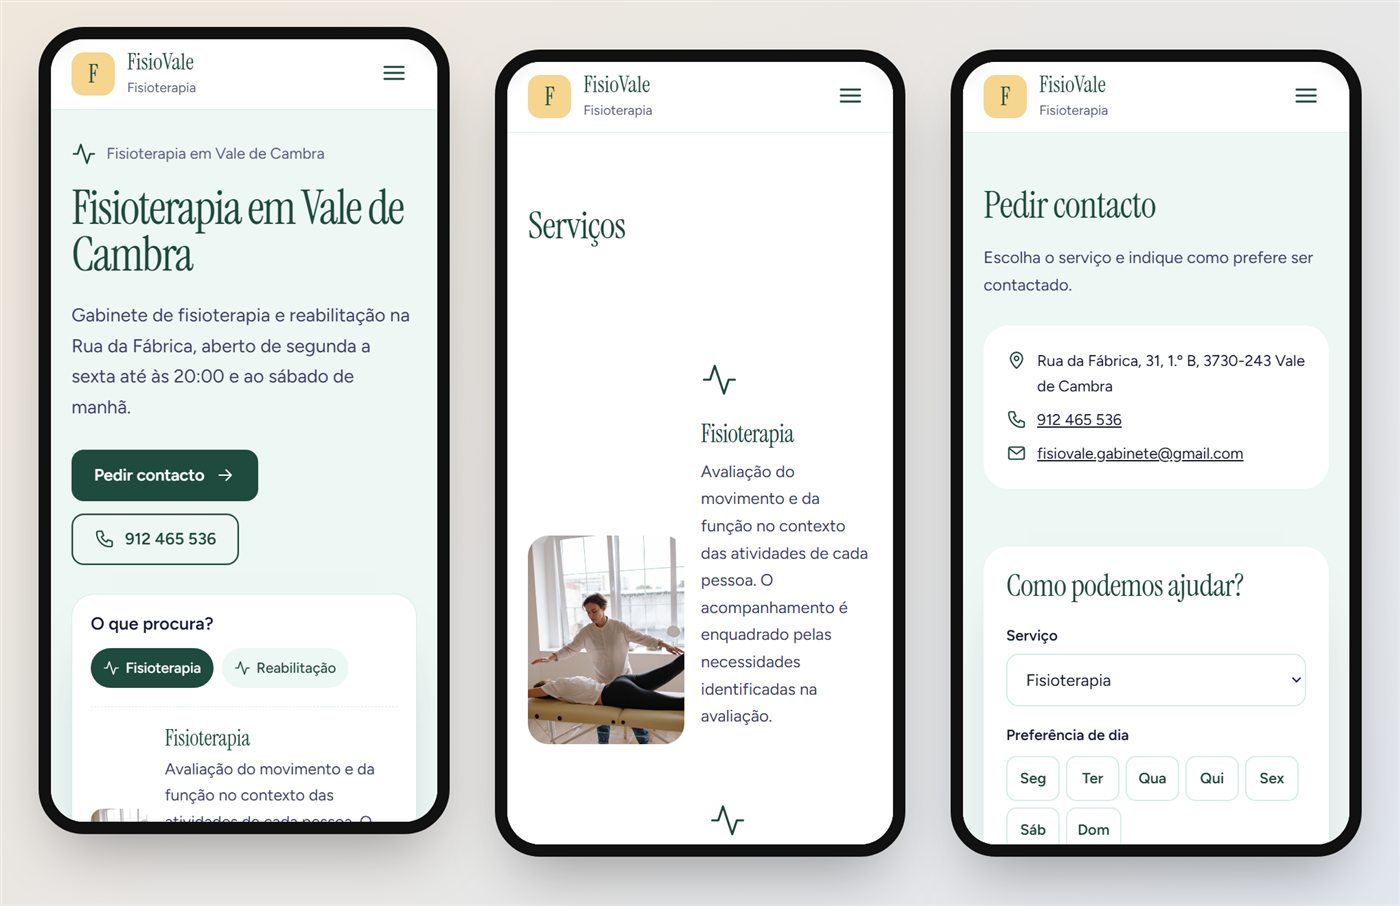 F
FisioVale
Fisioterapia
Fisioterapia em Vale de Cambra
Fisioterapia em Vale de
Cambra
Gabinete de fisioterapia e reabilitação na
Rua da Fábrica, aberto de segunda a
sexta até às 20:00 e ao sábado de
manhã.
Pedir contacto
912 465 536
O que procura?
Fisioterapia
Reabilitação
Fisioterapia
Avaliação do movimento e da
função no contexto das
atividades de cada pessoa. O
F
FisioVale
Fisioterapia
Serviços
Fisioterapia
Avaliação do
movimento e da
função no contexto
das atividades de cada
pessoa. O
acompanhamento é
enquadrado pelas
necessidades
identificadas na
avaliação.
F
FisioVale
Fisioterapia
Pedir contacto
Escolha o serviço e indique como prefere ser
contactado.
Rua da Fábrica, 31, 1.º B, 3730-243 Vale
de Cambra
912 465 536
fisiovale.gabinete@gmail.com
Como podemos ajudar?
Serviço
Fisioterapia
Preferência de dia
Seg Ter Qua Qui Sex
Sáb Dom